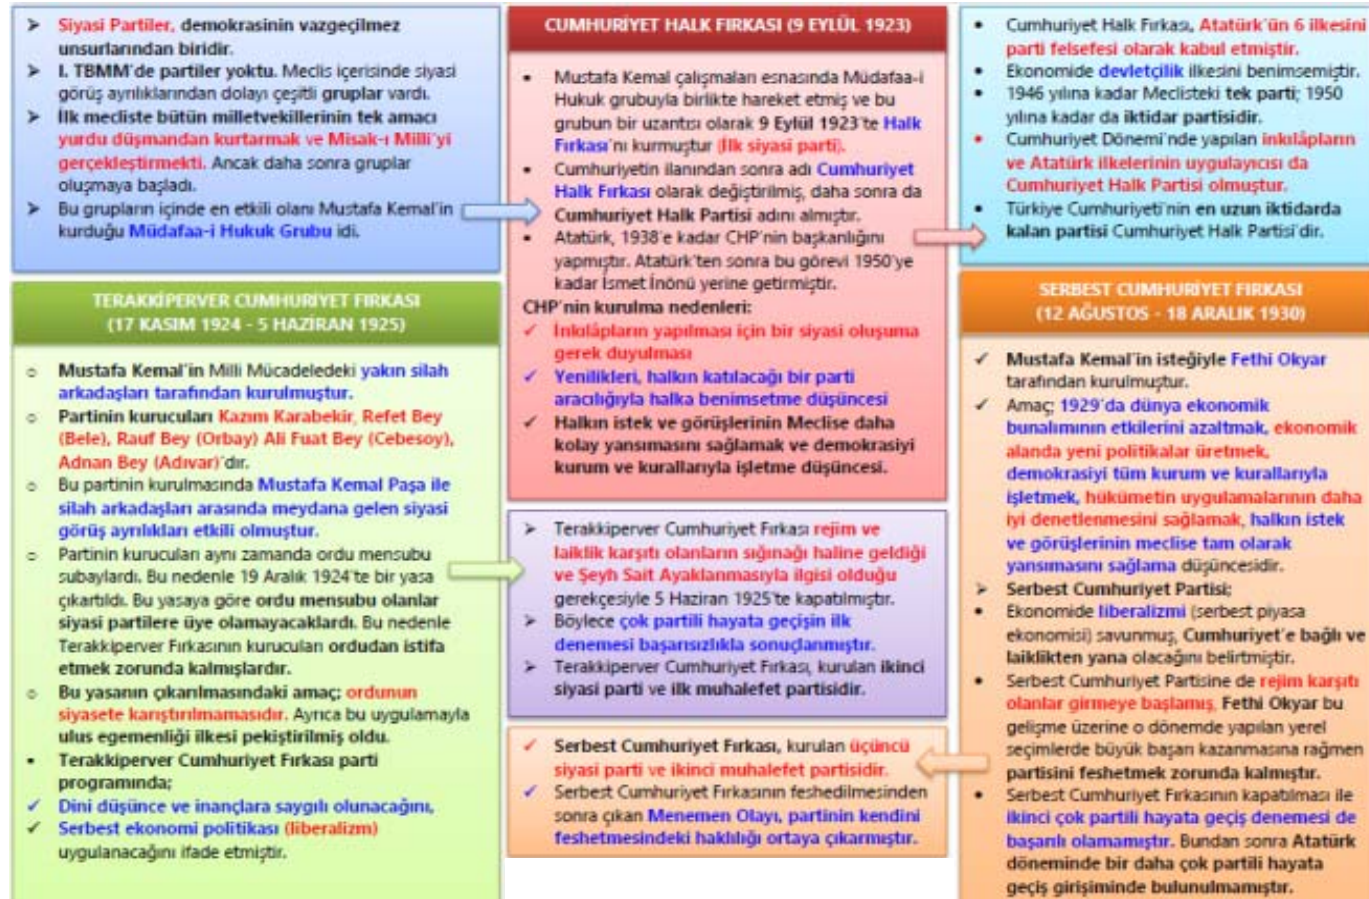 ➢ Siyasi Partiler, demokrasinin vazgeçilmez
unsurlarından biridir.
➢ I. TBMM'de partiler yoktu. Meclis içerisinde siyasi
görüş ayrılıklarından dolayı çeşitli gruplar vardı.
➢ İlk mecliste bütün milletvekillerinin tek amacı
yurdu düşmandan kurtarmak ve Misak-ı Milli'yi
gerçekleştirmekti. Ancak daha sonra gruplar
oluşmaya başladı.
➢ Bu grupların içinde en etkili olanı Mustafa Kemal'in
kurduğu Müdafaa-i Hukuk Grubu idi.
CUMHURİYET HALK FIRKASI (9 EYLÜL 1923)
• Mustafa Kemal çalışmaları esnasında Müdafaa-i
Hukuk grubuyla birlikte hareket etmiş ve bu
grubun bir uzantısı olarak 9 Eylül 1923'te Halk
Fırkası'nı kurmuştur (İlk siyasi parti).
• Cumhuriyetin ilanından sonra adı Cumhuriyet
Halk Fırkası olarak değiştirilmiş, daha sonra da
Cumhuriyet Halk Partisi adını almıştır.
• Atatürk, 1938'e kadar CHP'nin başkanlığını
yapmıştır. Atatürk'ten sonra bu görevi 1950'ye
kadar İsmet İnönü yerine getirmiştir.
CHP'nin kurulma nedenleri:
✓ İnkılâpların yapılması için bir siyasi oluşuma
gerek duyulması
✓ Yenilikleri, halkın katılacağı bir parti
aracılığıyla halka benimsetme düşüncesi
✓ Halkın istek ve görüşlerinin Meclise daha
kolay yansımasını sağlamak ve demokrasiyi
kurum ve kurallarıyla işletme düşüncesi.
• Cumhuriyet Halk Fırkası, Atatürk'ün 6 ilkesini
parti felsefesi olarak kabul etmiştir.
• Ekonomide devletçilik ilkesini benimsemiştir.
• 1946 yılına kadar Meclisteki tek parti; 1950
yılına kadar da iktidar partisidir.
• Cumhuriyet Dönemi'nde yapılan inkılâpların
ve Atatürk ilkelerinin uygulayıcısı da
Cumhuriyet Halk Partisi olmuştur.
• Türkiye Cumhuriyeti'nin en uzun iktidarda
kalan partisi Cumhuriyet Halk Partisi'dir.
TERAKKİPERVER CUMHURİYET FIRKASI
(17 KASIM 1924 - 5 HAZİRAN 1925)
o Mustafa Kemal'in Milli Mücadeledeki yakın silah
arkadaşları tarafından kurulmuştur.
o Partinin kurucuları Kazım Karabekir, Refet Bey
(Bele), Rauf Bey (Orbay) Ali Fuat Bey (Cebesoy),
Adnan Bey (Adıvar)'dır.
o Bu partinin kurulmasında Mustafa Kemal Paşa ile
silah arkadaşları arasında meydana gelen siyasi
görüş ayrılıkları etkili olmuştur.
o Partinin kurucuları aynı zamanda ordu mensubu
subaylardı. Bu nedenle 19 Aralık 1924'te bir yasa
çıkartıldı. Bu yasaya göre ordu mensubu olanlar
siyasi partilere üye olamayacaklardı. Bu nedenle
Terakkiperver Fırkasının kurucuları ordudan istifa
etmek zorunda kalmışlardır.
o Bu yasanın çıkarılmasındaki amaç; ordunun
siyasete karıştırılmamasıdır. Ayrıca bu uygulamayla
ulus egemenliği ilkesi pekiştirilmiş oldu.
• Terakkiperver Cumhuriyet Fırkası parti
programında;
✓ Dini düşünce ve inançlara saygılı olunacağını,
✓ Serbest ekonomi politikası (liberalizm)
uygulanacağını ifade etmiştir.
➢ Terakkiperver Cumhuriyet Fırkası rejim ve
laiklik karşıtı olanların sığınağı haline geldiği
ve Şeyh Sait Ayaklanmasıyla ilgisi olduğu
gerekçesiyle 5 Haziran 1925'te kapatılmıştır.
➢ Böylece çok partili hayata geçişin ilk
denemesi başarısızlıkla sonuçlanmıştır.
➢ Terakkiperver Cumhuriyet Fırkası, kurulan ikinci
siyasi parti ve ilk muhalefet partisidir.
SERBEST CUMHURİYET FIRKASI
(12 AĞUSTOS - 18 ARALIK 1930)
✓ Mustafa Kemal'in isteğiyle Fethi Okyar
tarafından kurulmuştur.
✓ Amaç; 1929'da dünya ekonomik
bunalımının etkilerini azaltmak, ekonomik
alanda yeni politikalar üretmek,
demokrasiyi tüm kurum ve kurallarıyla
işletmek, hükümetin uygulamalarının daha
iyi denetlenmesini sağlamak, halkın istek
ve görüşlerinin meclise tam olarak
yansımasını sağlama düşüncesidir.
➢ Serbest Cumhuriyet Partisi;
• Ekonomide liberalizmi (serbest piyasa
ekonomisi) savunmuş, Cumhuriyet'e bağlı ve
laiklikten yana olacağını belirtmiştir.
• Serbest Cumhuriyet Partisine de rejim karşıtı
olanlar girmeye başlamış, Fethi Okyar bu
gelişme üzerine o dönemde yapılan yerel
seçimlerde büyük başarı kazanmasına rağmen
partisini feshetmek zorunda kalmıştır.
• Serbest Cumhuriyet Fırkasının kapatılması ile
ikinci çok partili hayata geçiş denemesi de
başarılı olamamıştır. Bundan sonra Atatürk
döneminde bir daha çok partili hayata
geçiş girişiminde bulunulmamıştır.
✓ Serbest Cumhuriyet Fırkası, kurulan üçüncü
siyasi parti ve ikinci muhalefet partisidir.
✓ Serbest Cumhuriyet Fırkasının feshedilmesinden
sonra çıkan Menemen Olayı, partinin kendini
feshetmesindeki haklılığı ortaya çıkarmıştır.